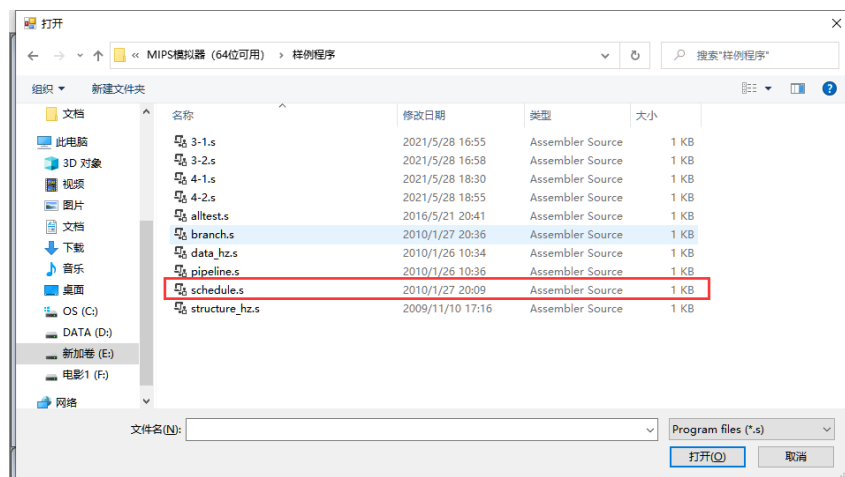 打开
« MIPS模拟器（64位可用） › 样例程序
搜索"样例程序"
组织 新建文件夹
名称 修改日期 类型 大小
文档
此电脑
3D 对象
视频
图片
文档
下载
音乐
桌面
OS (C:)
DATA (D:)
新加卷 (E:)
电影1 (F:)
网络
3-1.s 2021/5/28 16:55 Assembler Source 1 KB
3-2.s 2021/5/28 16:58 Assembler Source 1 KB
4-1.s 2021/5/28 18:30 Assembler Source 1 KB
4-2.s 2021/5/28 18:55 Assembler Source 1 KB
alltest.s 2016/5/21 20:41 Assembler Source 1 KB
branch.s 2010/1/27 20:36 Assembler Source 1 KB
data_hz.s 2010/1/26 10:34 Assembler Source 1 KB
pipeline.s 2010/1/26 10:36 Assembler Source 1 KB
schedule.s 2010/1/27 20:09 Assembler Source 1 KB
structure_hz.s 2009/11/10 17:16 Assembler Source 1 KB
文件名(N): Program files (*.s)
打开(O) 取消